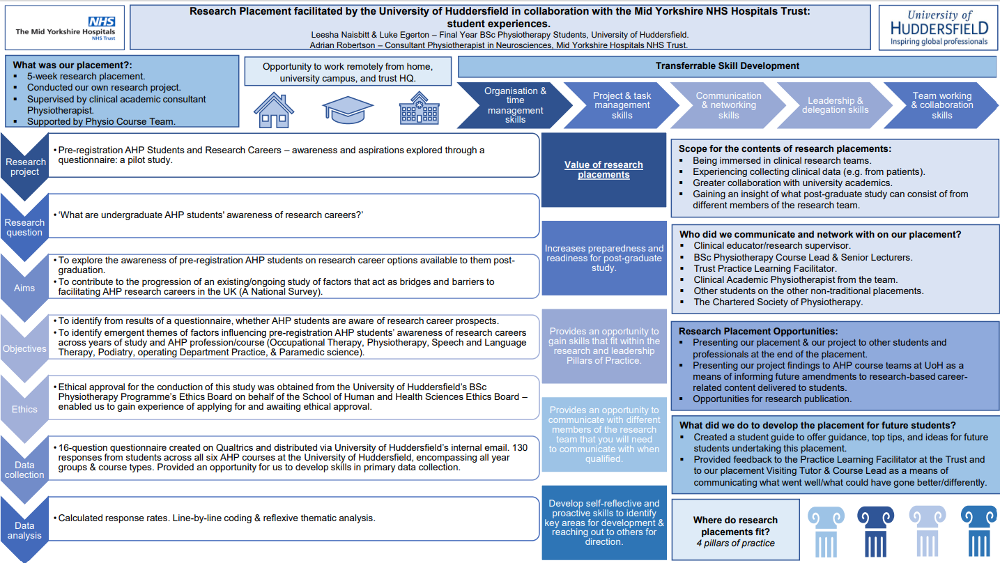 NHS
The Mid Yorkshire Hospitals
NHS Trust
Research Placement facilitated by the University of Huddersfield in collaboration with the Mid Yorkshire NHS Hospitals Trust:
student experiences.
Leesha Naisbitt & Luke Egerton – Final Year BSc Physiotherapy Students, University of Huddersfield.
Adrian Robertson – Consultant Physiotherapist in Neurosciences, Mid Yorkshire Hospitals NHS Trust.
University of
HUDDERSFIELD
Inspiring global professionals
What was our placement?:
▪ 5-week research placement.
▪ Conducted our own research project.
▪ Supervised by clinical academic consultant
Physiotherapist.
▪ Supported by Physio Course Team.
Opportunity to work remotely from home,
university campus, and trust HQ.
Transferrable Skill Development
Organisation &
time
management
skills
Project & task
management
skills
Communication
& networking
skills
Leadership &
delegation skills
Team working
& collaboration
skills
Research
project
• Pre-registration AHP Students and Research Careers – awareness and aspirations explored through a
questionnaire: a pilot study.
Research
question
• ‘What are undergraduate AHP students' awareness of research careers?’
Aims
• To explore the awareness of pre-registration AHP students on research career options available to them post-
graduation.
• To contribute to the progression of an existing/ongoing study of factors that act as bridges and barriers to
facilitating AHP research careers in the UK (A National Survey).
Objectives
• To identify from results of a questionnaire, whether AHP students are aware of research career prospects.
• To identify emergent themes of factors influencing pre-registration AHP students’ awareness of research careers
across years of study and AHP profession/course (Occupational Therapy, Physiotherapy, Speech and Language
Therapy, Podiatry, operating Department Practice, & Paramedic science).
Ethics
• Ethical approval for the conduction of this study was obtained from the University of Huddersfield’s BSc
Physiotherapy Programme’s Ethics Board on behalf of the School of Human and Health Sciences Ethics Board –
enabled us to gain experience of applying for and awaiting ethical approval.
Data
collection
• 16-question questionnaire created on Qualtrics and distributed via University of Huddersfield’s internal email. 130
responses from students across all six AHP courses at the University of Huddersfield, encompassing all year
groups & course types. Provided an opportunity for us to develop skills in primary data collection.
Data
analysis
• Calculated response rates. Line-by-line coding & reflexive thematic analysis.
Value of research
placements
Increases preparedness and
readiness for post-graduate
study.
Provides an opportunity to
gain skills that fit within the
research and leadership
Pillars of Practice.
Provides an opportunity to
communicate with different
members of the research
team that you will need
to communicate with when
qualified.
Develop self-reflective and
proactive skills to identify
key areas for development &
reaching out to others for
direction.
Scope for the contents of research placements:
▪ Being immersed in clinical research teams.
▪ Experiencing collecting clinical data (e.g. from patients).
▪ Greater collaboration with university academics.
▪ Gaining an insight of what post-graduate study can consist of from
different members of the research team.
Who did we communicate and network with on our placement?
▪ Clinical educator/research supervisor.
▪ BSc Physiotherapy Course Lead & Senior Lecturers.
▪ Trust Practice Learning Facilitator.
▪ Clinical Academic Physiotherapist from the team.
▪ Other students on the other non-traditional placements.
▪ The Chartered Society of Physiotherapy.
Research Placement Opportunities:
▪ Presenting our placement & our project to other students and
professionals at the end of the placement.
▪ Presenting our project findings to AHP course teams at UoH as a
means of informing future amendments to research-based career-
related content delivered to students.
▪ Opportunities for research publication.
What did we do to develop the placement for future students?
▪ Created a student guide to offer guidance, top tips, and ideas for future
students undertaking this placement.
▪ Provided feedback to the Practice Learning Facilitator at the Trust and
to our placement Visiting Tutor & Course Lead as a means of
communicating what went well/what could have gone better/differently.
Where do research
placements fit?
4 pillars of practice